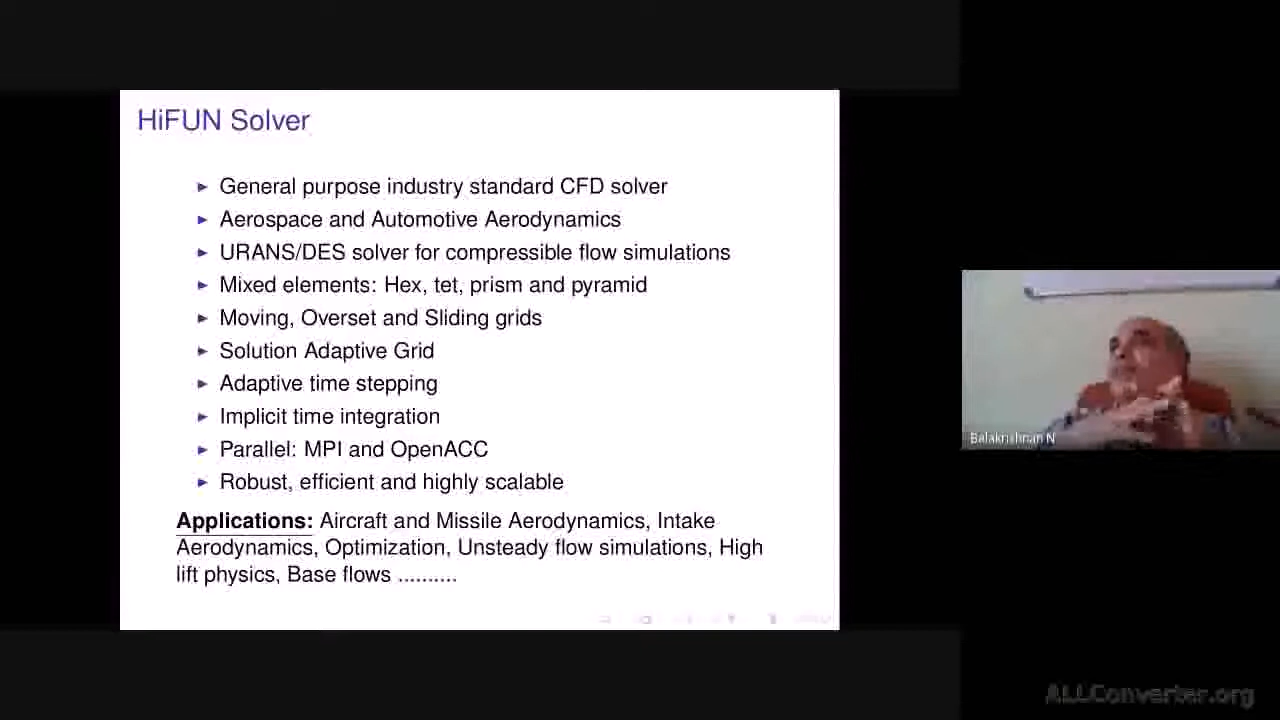 HiFUN Solver
General purpose industry standard CFD solver
Aerospace and Automotive Aerodynamics
URANS/DES solver for compressible flow simulations
Mixed elements: Hex, tet, prism and pyramid
Moving, Overset and Sliding grids
Solution Adaptive Grid
Adaptive time stepping
Implicit time integration
Parallel: MPI and OpenACC
Robust, efficient and highly scalable
Applications: Aircraft and Missile Aerodynamics, Intake
Aerodynamics, Optimization, Unsteady flow simulations, High
lift physics, Base flows ..........
Balakrishnan N
ALLConverter.org